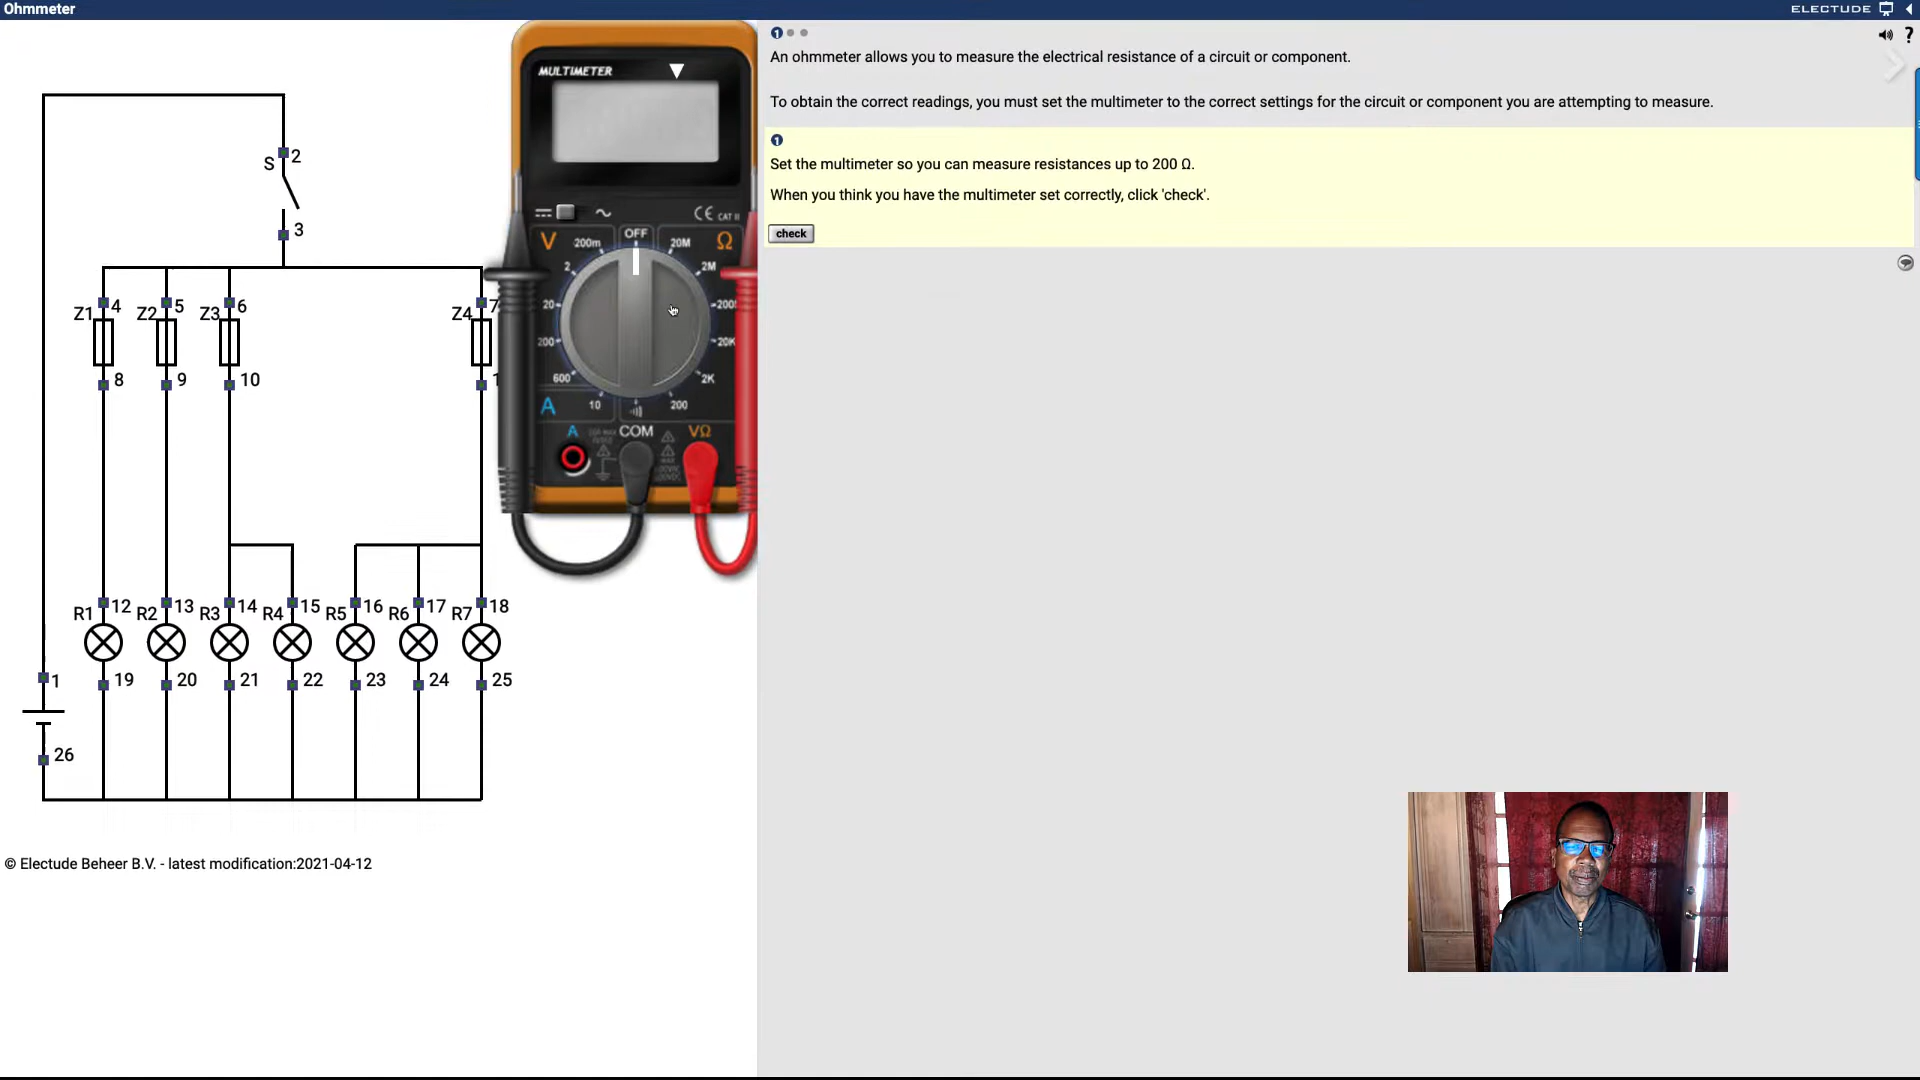 Ohmmeter
ELECTUDE
1
?
An ohmmeter allows you to measure the electrical resistance of a circuit or component.
To obtain the correct readings, you must set the multimeter to the correct settings for the circuit or component you are attempting to measure.
1
Set the multimeter so you can measure resistances up to 200 Ω.
When you think you have the multimeter set correctly, click 'check'.
check
MULTIMETER
CE CAT II
V 200m OFF 20M Ω
2 2M
20 200
200 20K
600 2K
A 10 200
A COM VΩ
S 2
3
Z1 4 Z2 5 Z3 6 Z4 7
8 9 10 1
R1 12 R2 13 R3 14 R4 15 R5 16 R6 17 R7 18
19 20 21 22 23 24 25
1
26
© Electude Beheer B.V. - latest modification:2021-04-12